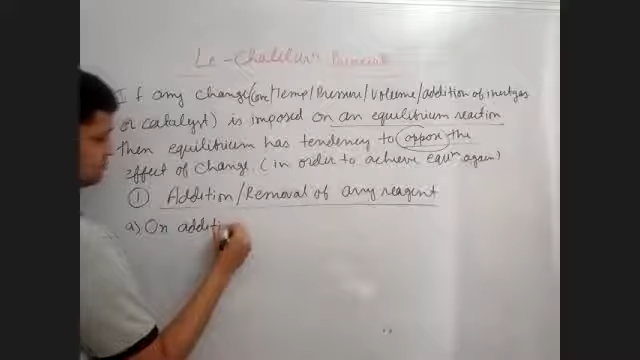 Le-Chatelier's Principle
If any change (conc/Temp/Pressure/Volume/addition of inert gas
or catalyst) is imposed on an equilibrium reaction
then equilibrium has tendency to oppose the
effect of change. (in order to achieve equm again)
① Addition/Removal of any reagent
a) On additi